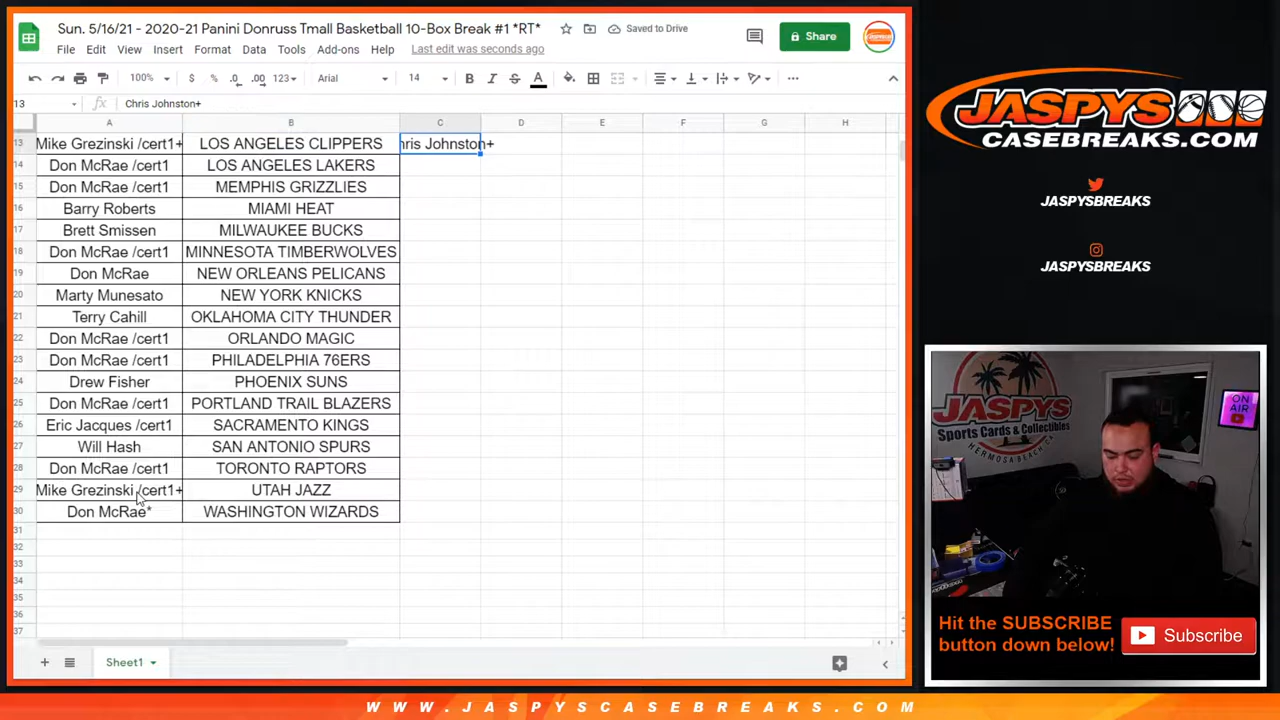 Sun. 5/16/21 - 2020-21 Panini Donruss Tmall Basketball 10-Box Break #1 *RT*
Saved to Drive
Share
File Edit View Insert Format Data Tools Add-ons Help Last edit was seconds ago
100% $ % .0 .00 123 Arial 14 B I S A
13 fx Chris Johnston+
A B C D E F G H
13 Mike Grezinski /cert1+ LOS ANGELES CLIPPERS hris Johnston+
14 Don McRae /cert1 LOS ANGELES LAKERS
15 Don McRae /cert1 MEMPHIS GRIZZLIES
16 Barry Roberts MIAMI HEAT
17 Brett Smissen MILWAUKEE BUCKS
18 Don McRae /cert1 MINNESOTA TIMBERWOLVES
19 Don McRae NEW ORLEANS PELICANS
20 Marty Munesato NEW YORK KNICKS
21 Terry Cahill OKLAHOMA CITY THUNDER
22 Don McRae /cert1 ORLANDO MAGIC
23 Don McRae /cert1 PHILADELPHIA 76ERS
24 Drew Fisher PHOENIX SUNS
25 Don McRae /cert1 PORTLAND TRAIL BLAZERS
26 Eric Jacques /cert1 SACRAMENTO KINGS
27 Will Hash SAN ANTONIO SPURS
28 Don McRae /cert1 TORONTO RAPTORS
29 Mike Grezinski /cert1+ UTAH JAZZ
30 Don McRae* WASHINGTON WIZARDS
31
32
33
34
35
36
37
Sheet1
JASPYS
CASEBREAKS.COM
JASPYSBREAKS
JASPYSBREAKS
JASPYS
Sports Cards & Collectibles
HERMOSA BEACH
ON
AIR
Hit the SUBSCRIBE
button down below!
Subscribe
WWW.JASPYSCASEBREAKS.COM